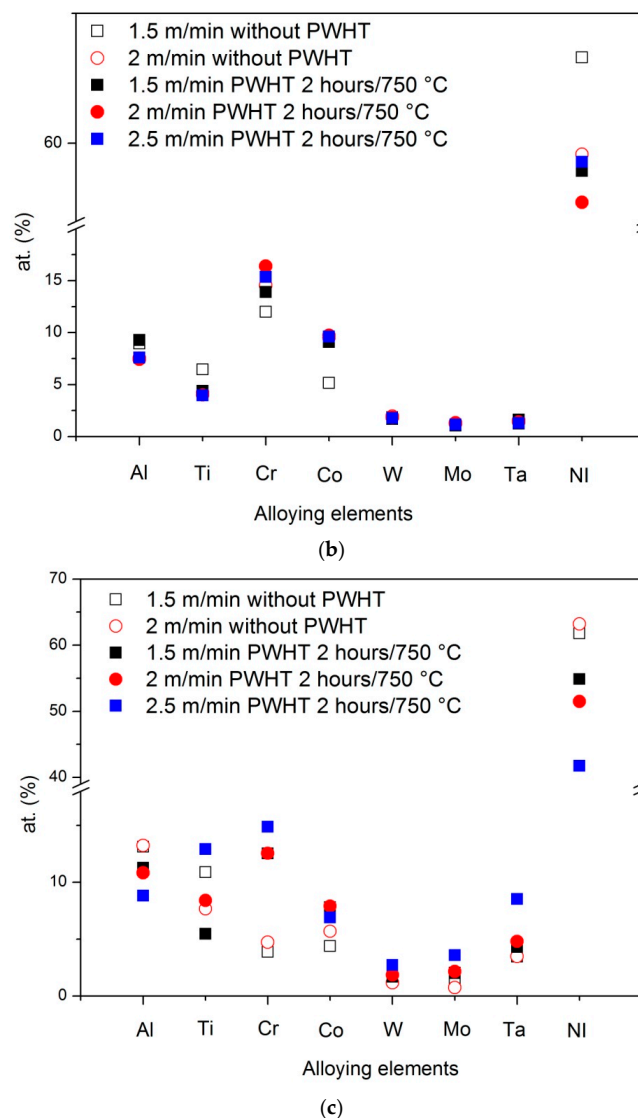 1.5 m/min without PWHT
2 m/min without PWHT
1.5 m/min PWHT 2 hours/750 °C
2 m/min PWHT 2 hours/750 °C
2.5 m/min PWHT 2 hours/750 °C
60
15
10
5
0
at. (%)
Al Ti Cr Co W Mo Ta NI
Alloying elements
(b)
70
1.5 m/min without PWHT
2 m/min without PWHT
1.5 m/min PWHT 2 hours/750 °C
2 m/min PWHT 2 hours/750 °C
2.5 m/min PWHT 2 hours/750 °C
60
50
40
10
0
at. (%)
Al Ti Cr Co W Mo Ta NI
Alloying elements
(c)